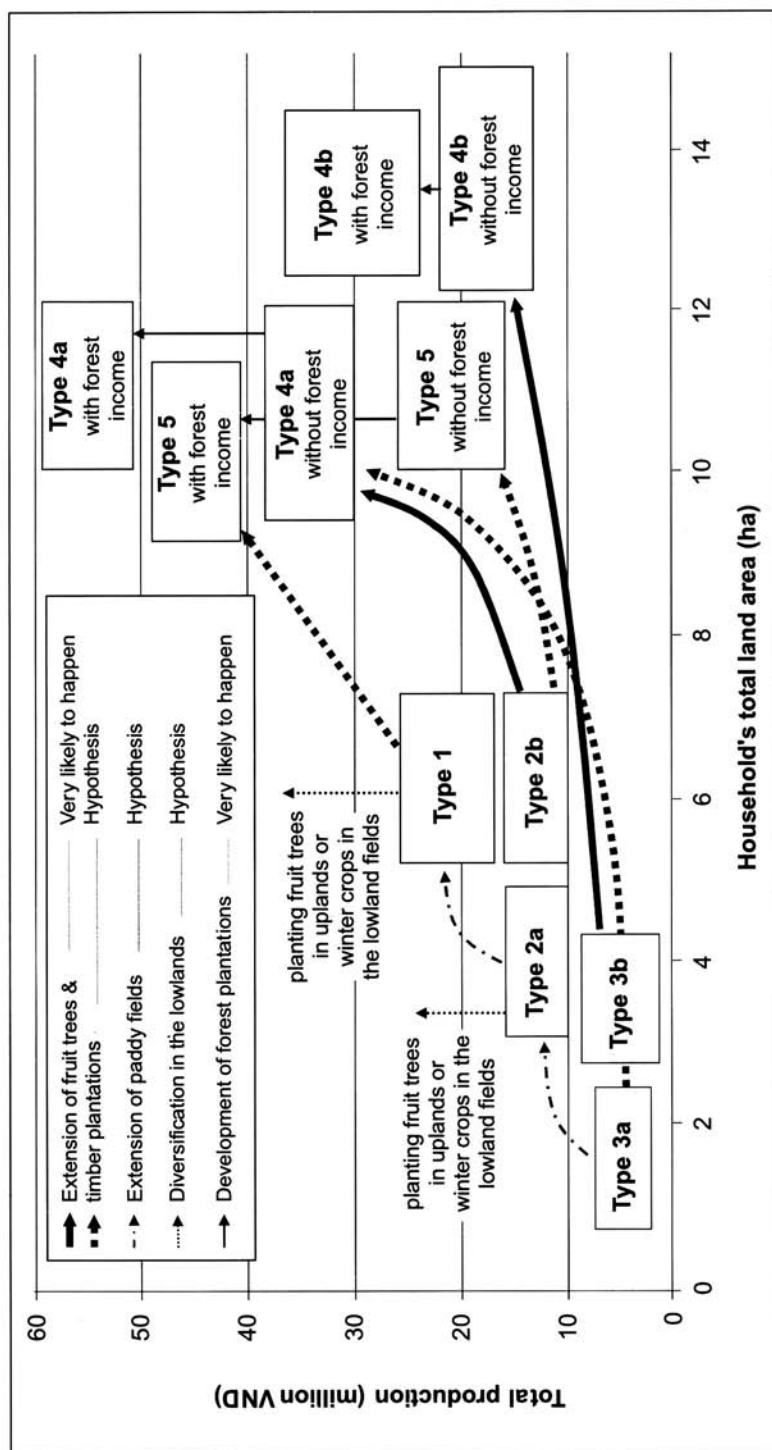 Total production (million VND)
60
50
40
30
20
10
0
Extension of fruit trees & Very likely to happen
timber plantations Hypothesis
Extension of paddy fields Hypothesis
Diversification in the lowlands Hypothesis
Development of forest plantations Very likely to happen
Type 4a
with forest
income
Type 5
with forest
income
Type 4a
without forest
income
Type 4b
with forest
income
Type 5
without forest
income
Type 4b
without forest
income
planting fruit trees
in uplands or
winter crops in
the lowland fields
planting fruit trees
in uplands or
winter crops in the
lowland fields
Type 1
Type 2b
Type 2a
Type 3b
Type 3a
0
2
4
6
8
10
12
14
Household's total land area (ha)